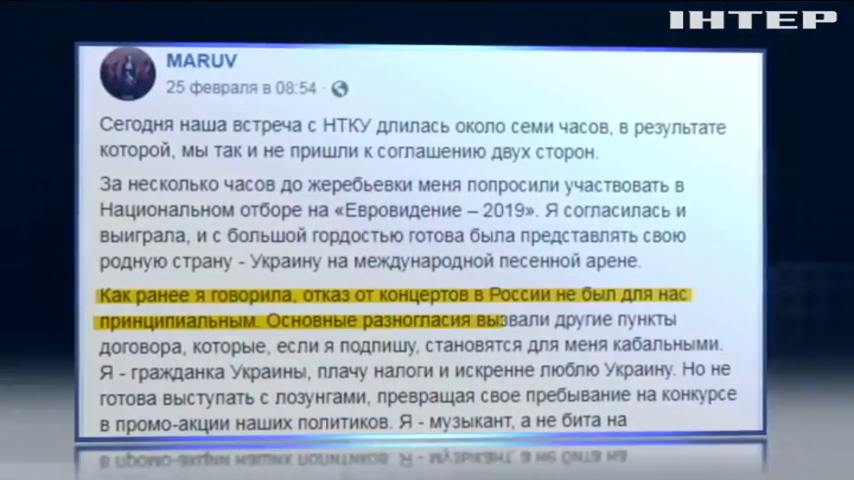 ІНТЕР
MARUV
25 февраля в 08:54 ·
Сегодня наша встреча с НТКУ длилась около семи часов, в результате
которой, мы так и не пришли к соглашению двух сторон.
За несколько часов до жеребьевки меня попросили участвовать в
Национальном отборе на «Евровидение – 2019». Я согласилась и
выиграла, и с большой гордостью готова была представлять свою
родную страну - Украину на международной песенной арене.
Как ранее я говорила, отказ от концертов в России не был для нас
принципиальным. Основные разногласия вызвали другие пункты
договора, которые, если я подпишу, становятся для меня кабальными.
Я - гражданка Украины, плачу налоги и искренне люблю Украину. Но не
готова выступать с лозунгами, превращая свое пребывание на конкурсе
в промо-акции наших политиков. Я - музыкант, а не бита на